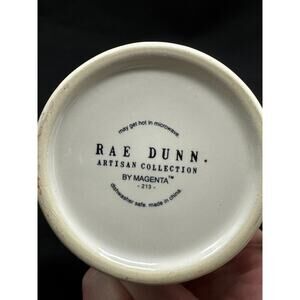 may get hot in microwave.
RAE DUNN.
ARTISAN COLLECTION
BY MAGENTA™
- 213 -
dishwasher safe. made in china.